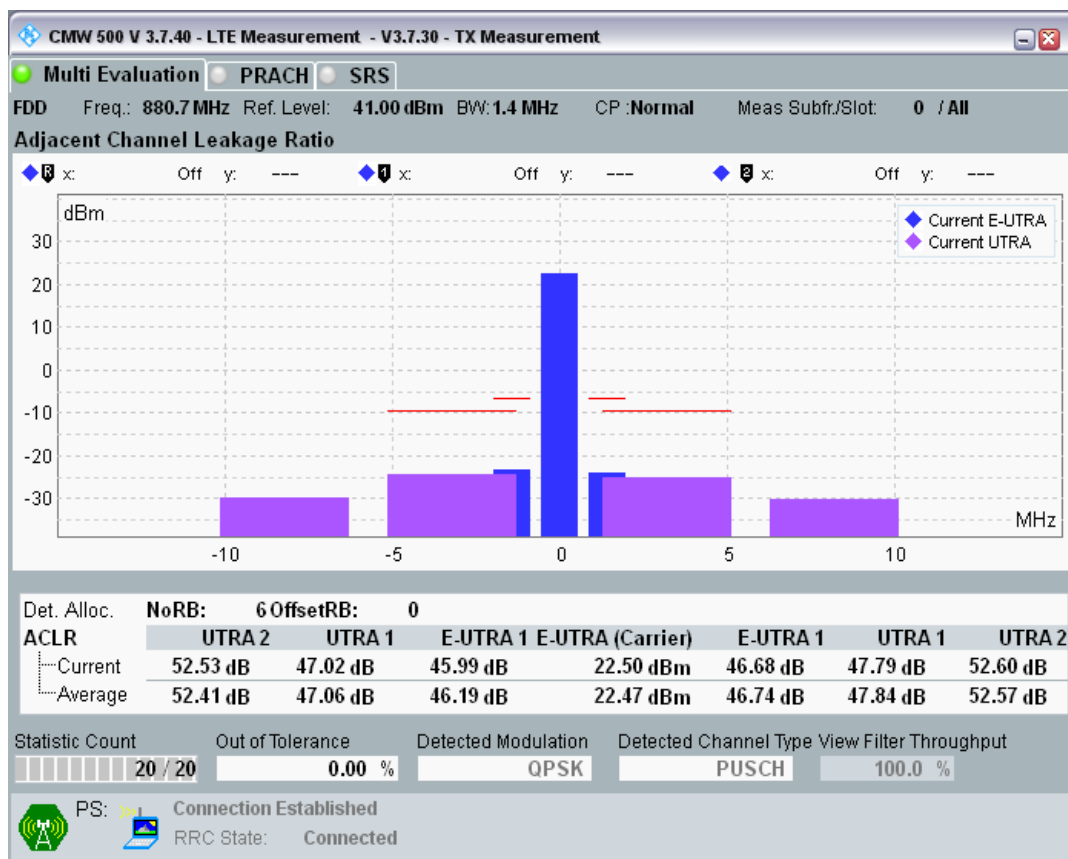 CMW 500 V 3.7.40 - LTE Measurement - V3.7.30 - TX Measurement
Multi Evaluation PRACH SRS
FDD Freq.: 880.7 MHz Ref. Level: 41.00 dBm BW: 1.4 MHz CP :Normal Meas Subfr./Slot: 0 / All
Adjacent Channel Leakage Ratio
R x: Off y: --- 1 x: Off y: --- 2 x: Off y: ---
dBm
Current E-UTRA
Current UTRA
30
20
10
0
-10
-20
-30
MHz
-10 -5 0 5 10
Det. Alloc. NoRB: 6 OffsetRB: 0
ACLR UTRA 2 UTRA 1 E-UTRA 1 E-UTRA (Carrier) E-UTRA 1 UTRA 1 UTRA 2
Current 52.53 dB 47.02 dB 45.99 dB 22.50 dBm 46.68 dB 47.79 dB 52.60 dB
Average 52.41 dB 47.06 dB 46.19 dB 22.47 dBm 46.74 dB 47.84 dB 52.57 dB
Statistic Count Out of Tolerance Detected Modulation Detected Channel Type View Filter Throughput
20 / 20 0.00 % QPSK PUSCH 100.0 %
PS: Connection Established
RRC State: Connected